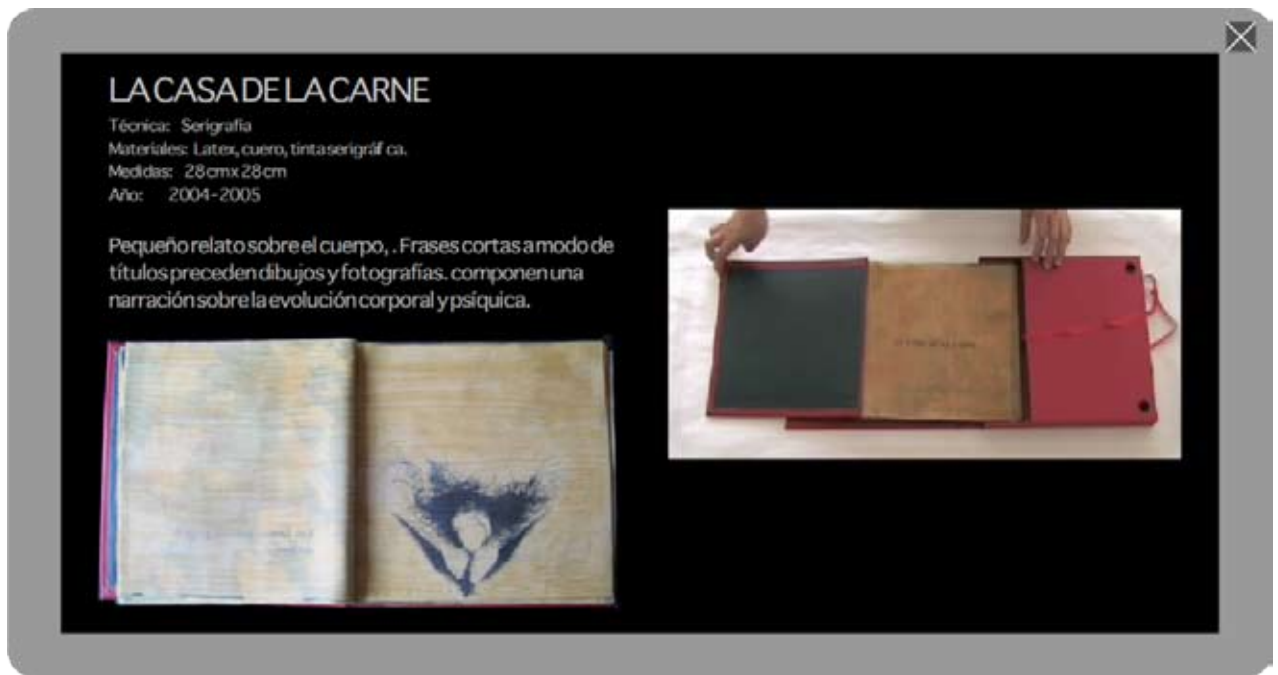 LA CASA DE LA CARNE
Técnica: Serigrafia
Materiales: Latex, cuero, tinta serigráf ca.
Medidas: 28cm x 28cm
Año: 2004-2005
Pequeño relato sobre el cuerpo, . Frases cortas a modo de
títulos preceden dibujos y fotografías. componen una
narración sobre la evolución corporal y psíquica.